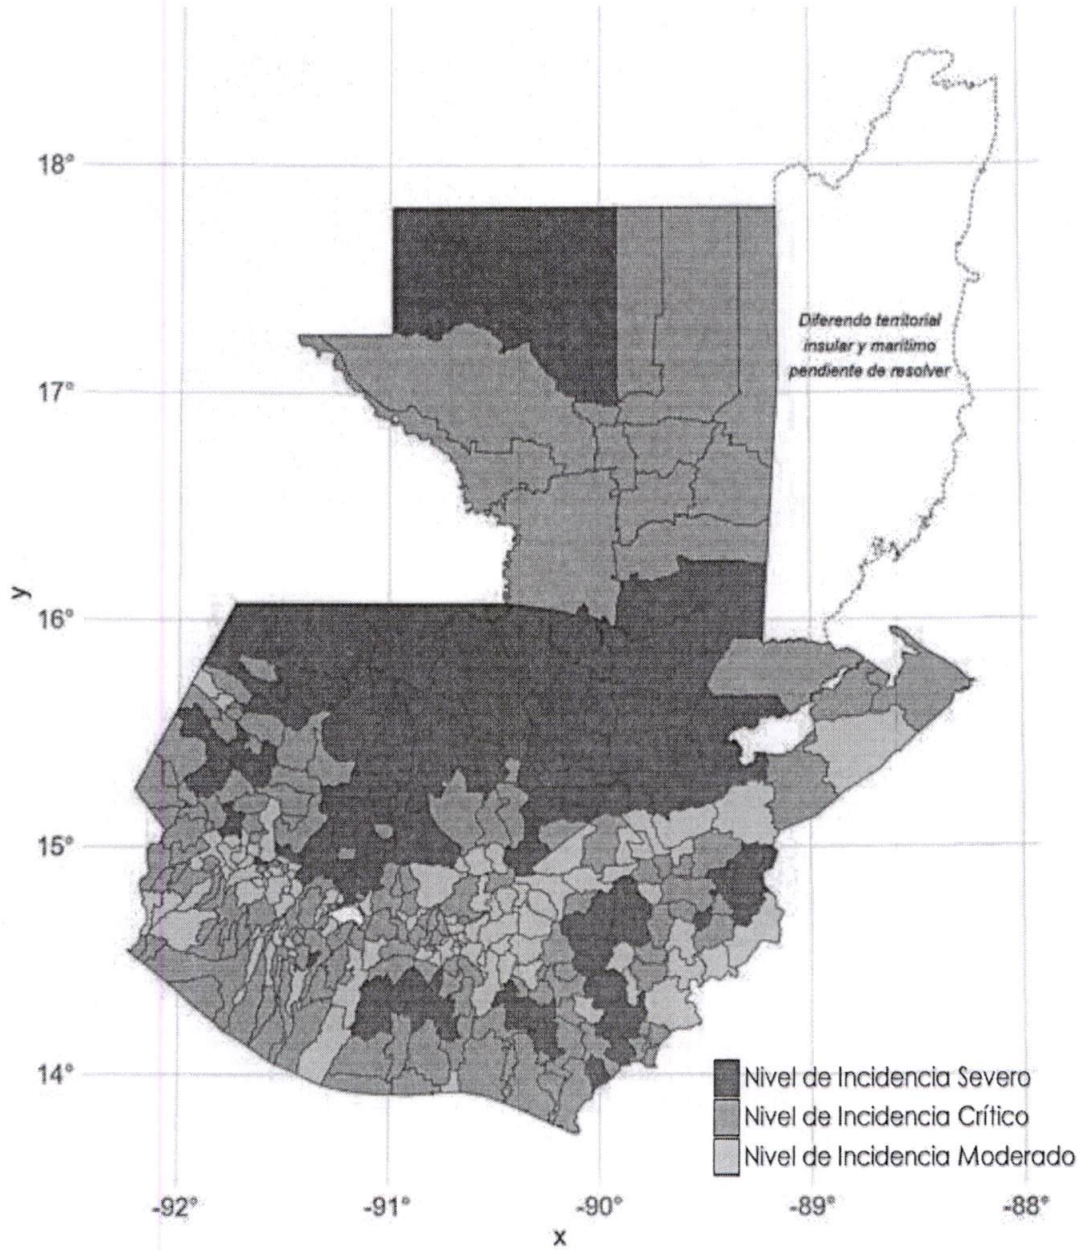 18°
17°
16°
15°
14°
y
Diferendo territorial
insular y marítimo
pendiente de resolver
Nivel de Incidencia Severo
Nivel de Incidencia Crítico
Nivel de Incidencia Moderado
-92°
-91°
-90°
-89°
-88°
x